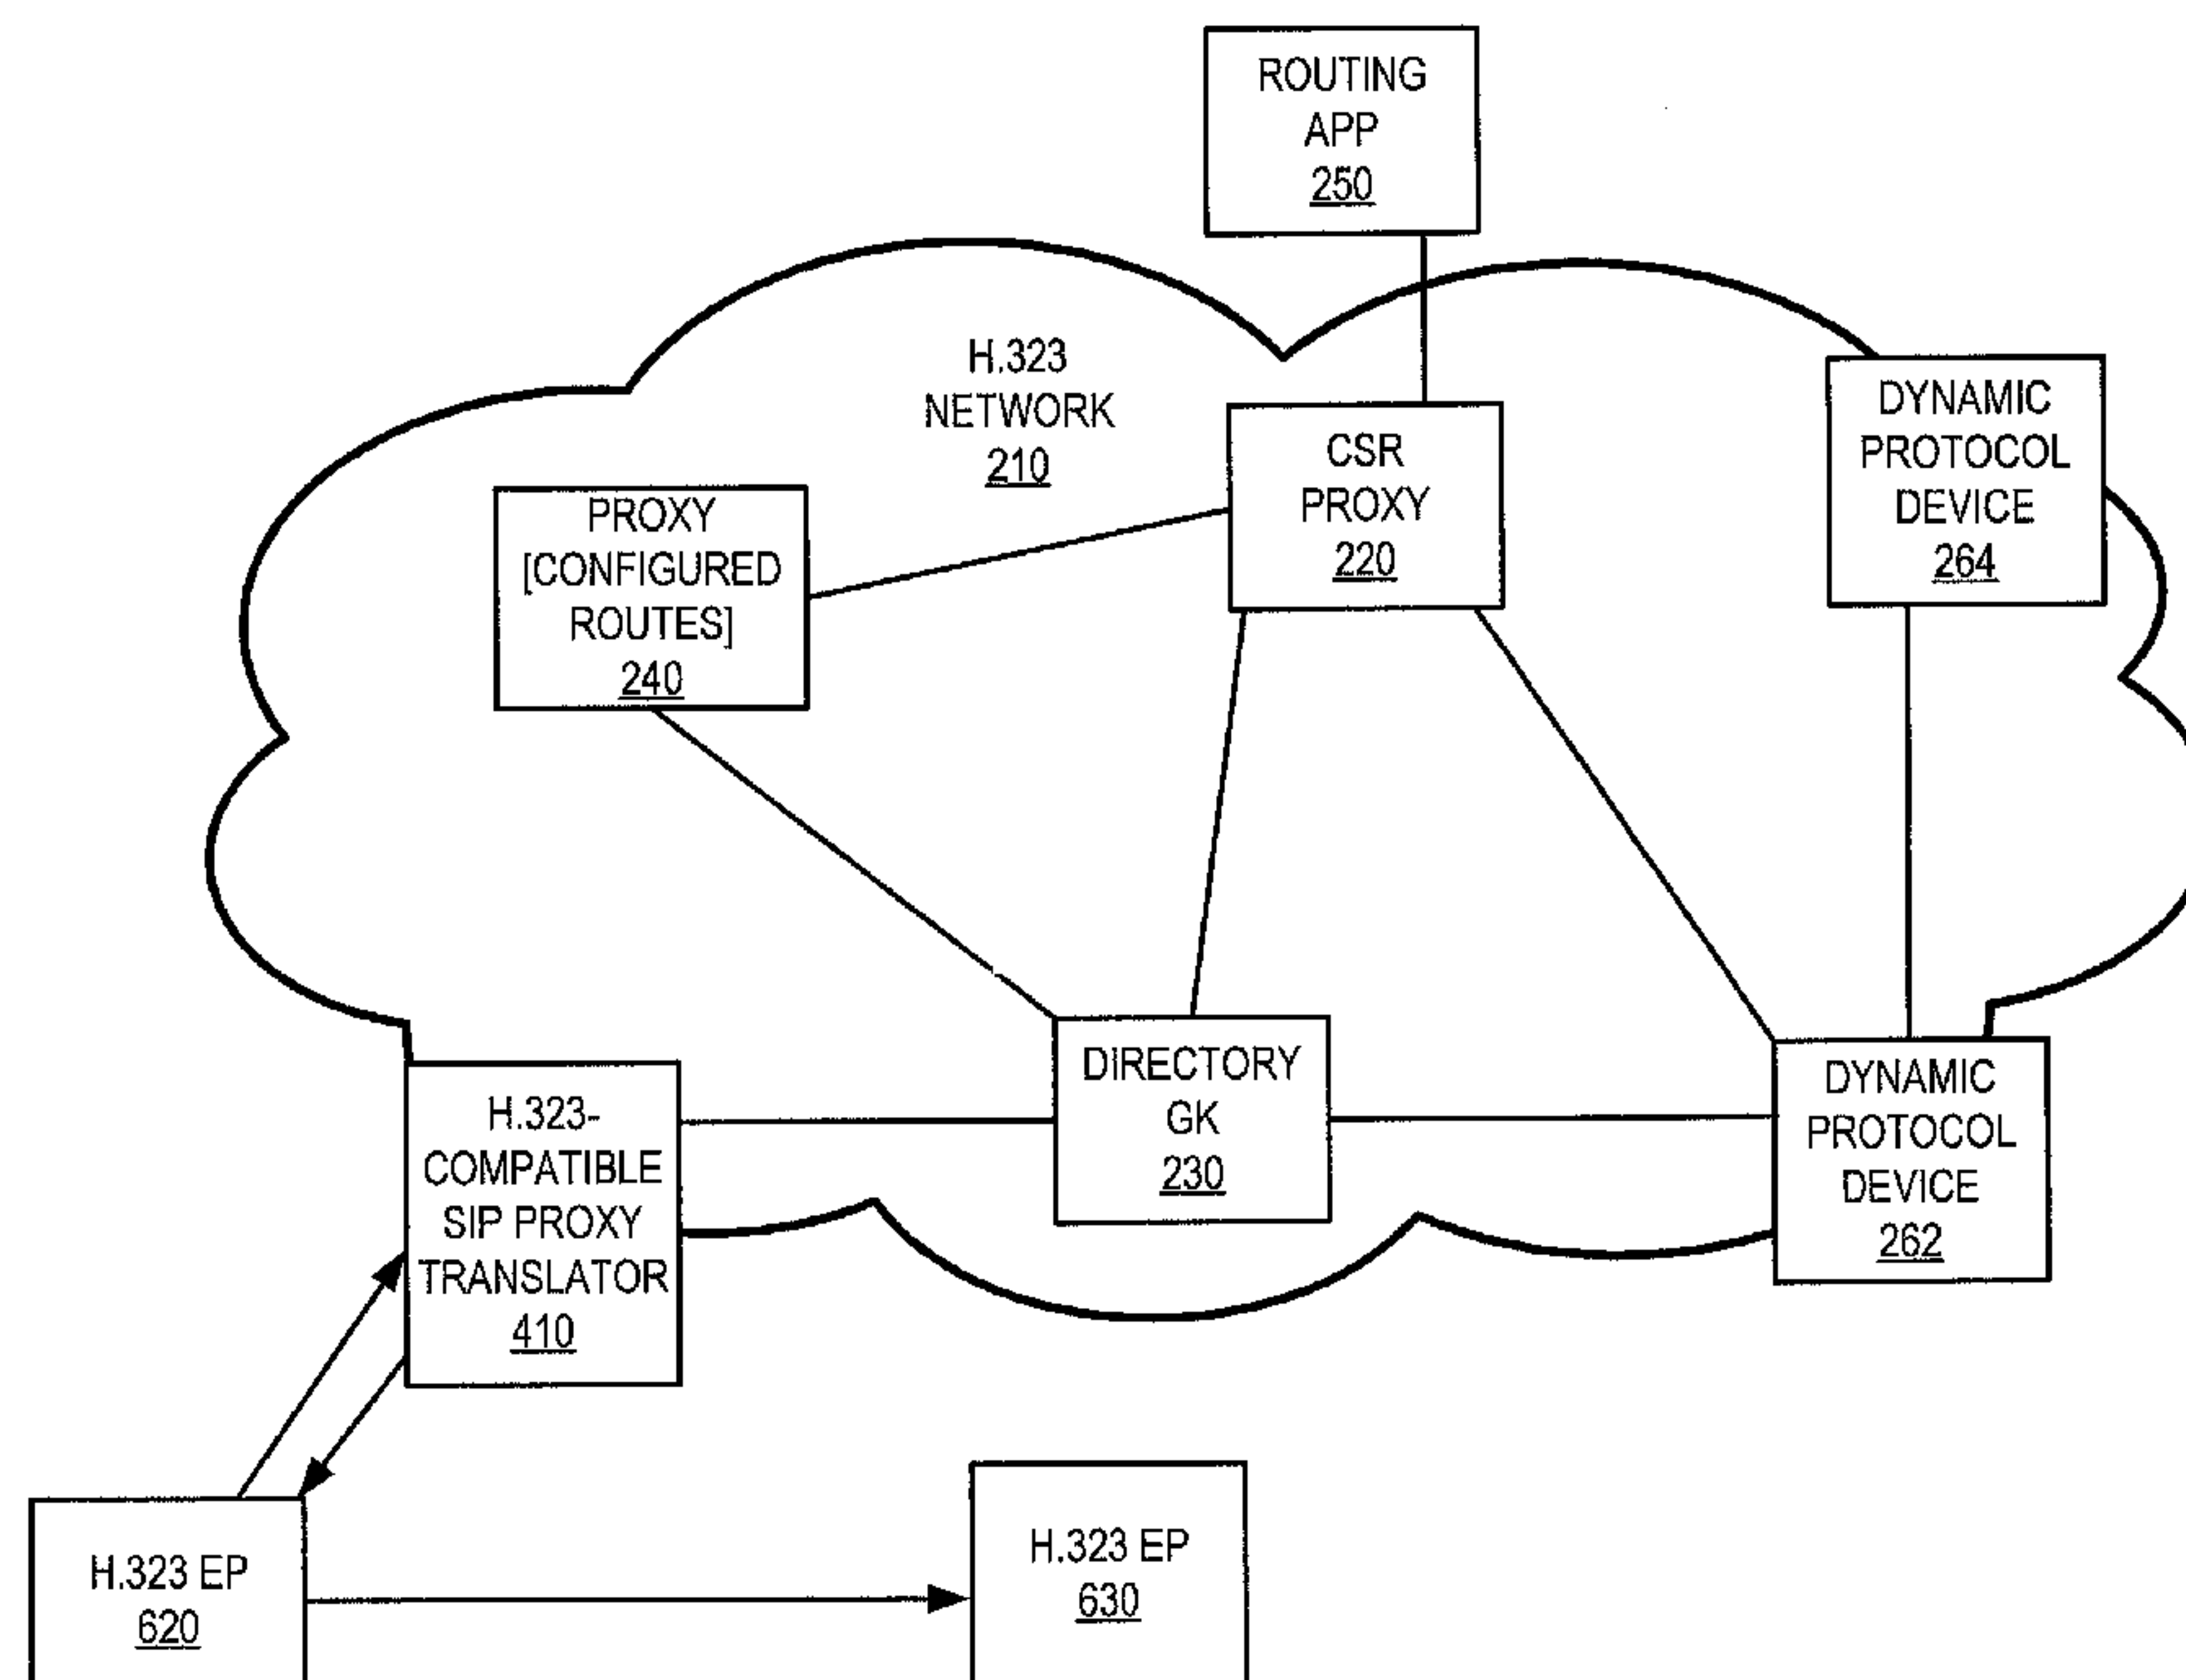 ROUTING
APP
250
H.323
NETWORK
210
CSR
PROXY
220
DYNAMIC
PROTOCOL
DEVICE
264
PROXY
[CONFIGURED
ROUTES]
240
H.323-
COMPATIBLE
SIP PROXY
TRANSLATOR
410
DIRECTORY
GK
230
DYNAMIC
PROTOCOL
DEVICE
262
H.323 EP
620
H.323 EP
630